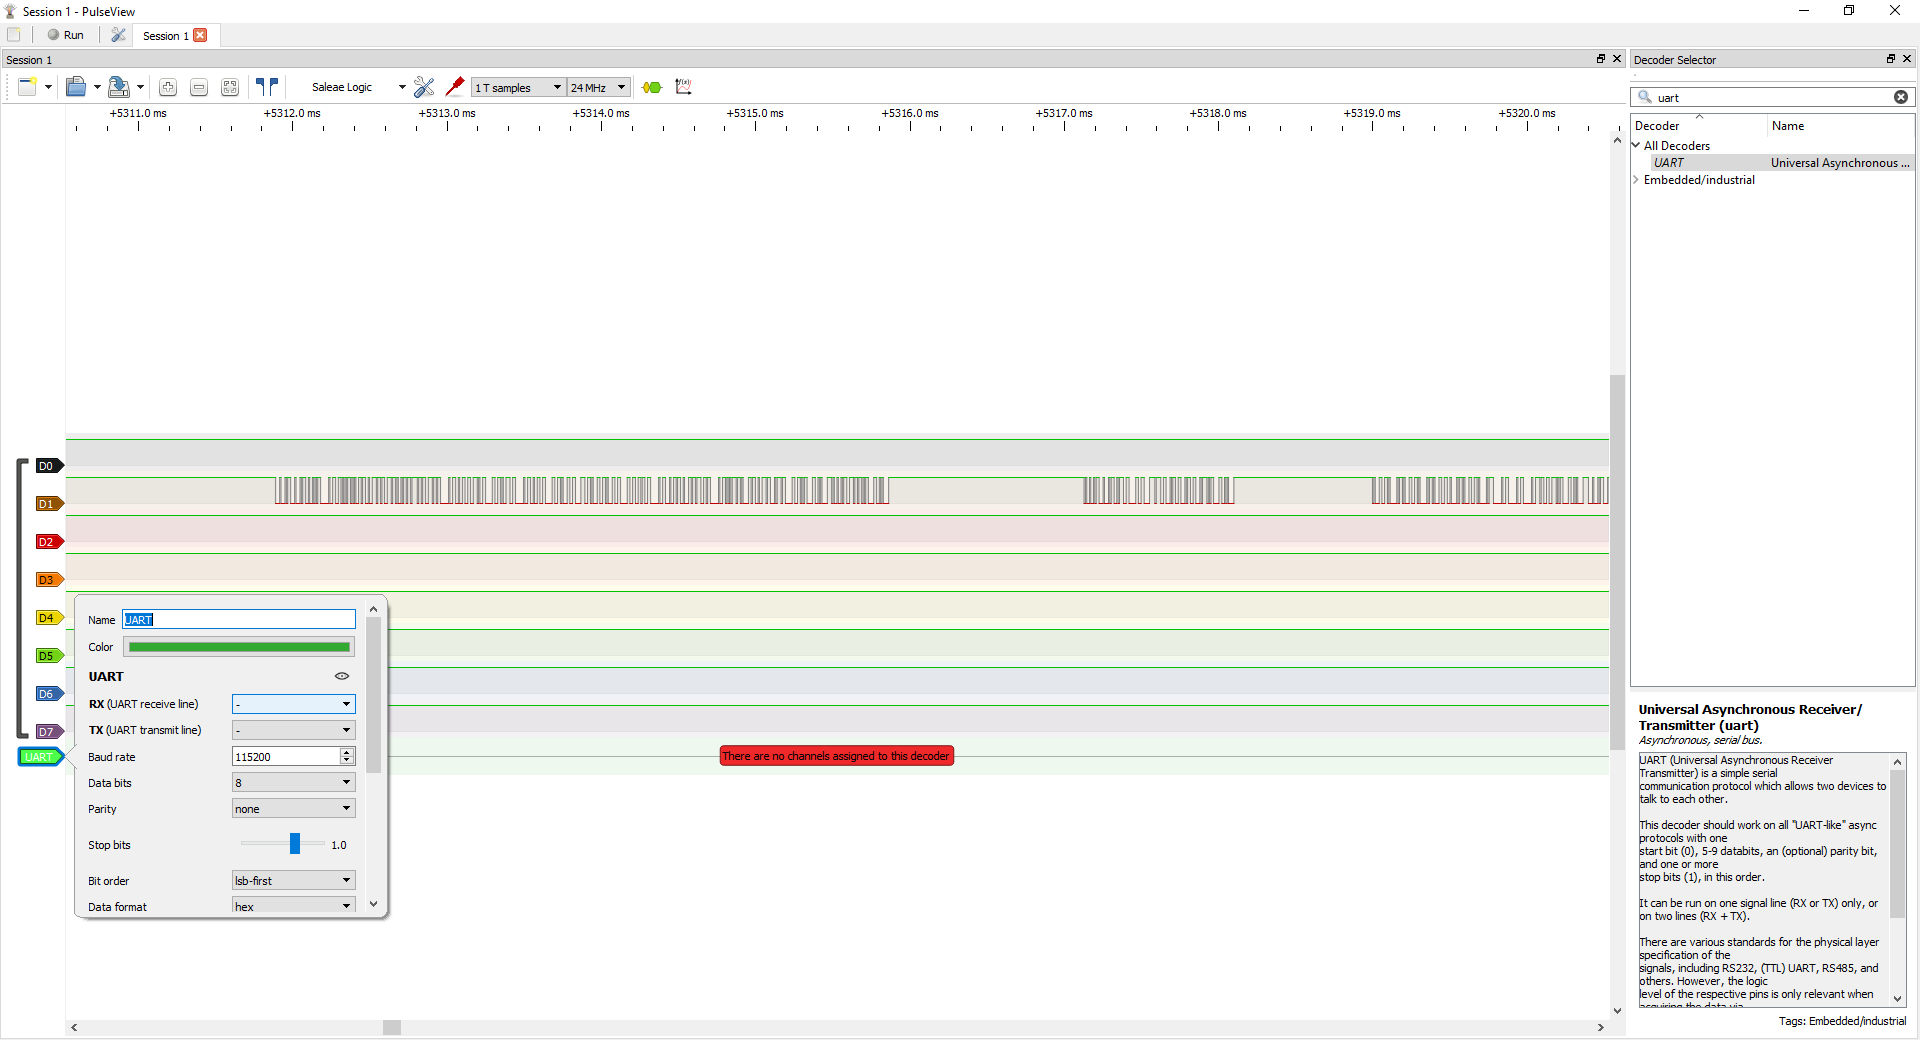 Session 1 - PulseView
Run
Session 1
Session 1
Decoder Selector
Saleae Logic
1 T samples
24 MHz
f(x)
uart
+5311.0 ms
+5312.0 ms
+5313.0 ms
+5314.0 ms
+5315.0 ms
+5316.0 ms
+5317.0 ms
+5318.0 ms
+5319.0 ms
+5320.0 ms
Decoder
Name
All Decoders
UART
Universal Asynchronous ...
Embedded/industrial
D0
D1
D2
D3
D4
D5
D6
D7
UART
Name
UART
Color
UART
RX (UART receive line)
-
TX (UART transmit line)
-
Baud rate
115200
Data bits
8
Parity
none
Stop bits
1.0
Bit order
lsb-first
Data format
hex
There are no channels assigned to this decoder
Universal Asynchronous Receiver/
Transmitter (uart)
Asynchronous, serial bus.
UART (Universal Asynchronous Receiver
Transmitter) is a simple serial
communication protocol which allows two devices to
talk to each other.
This decoder should work on all "UART-like" async
protocols with one
start bit (0), 5-9 databits, an (optional) parity bit,
and one or more
stop bits (1), in this order.
It can be run on one signal line (RX or TX) only, or
on two lines (RX + TX).
There are various standards for the physical layer
specification of the
signals, including RS232, (TTL) UART, RS485, and
others. However, the logic
level of the respective pins is only relevant when
acquiring the data via
Tags: Embedded/industrial